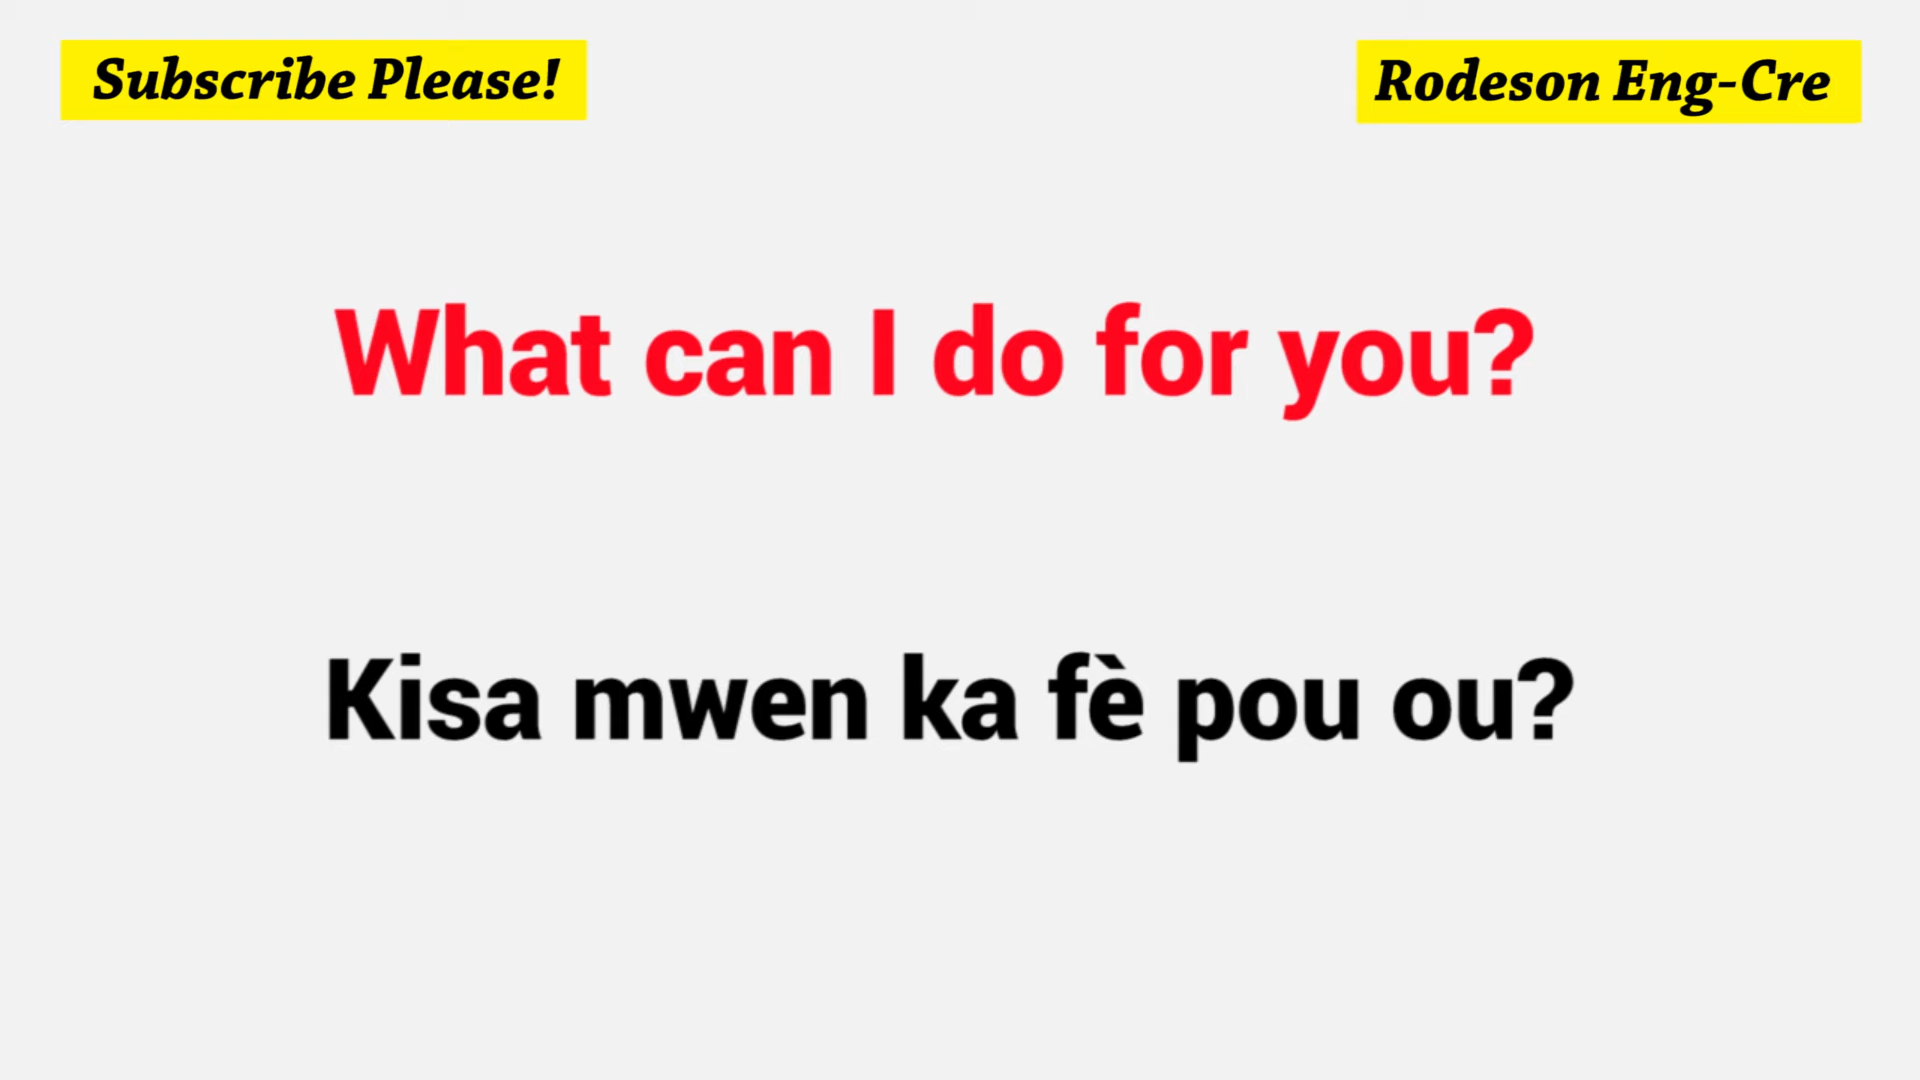 Subscribe Please!
Rodeson Eng-Cre
What can I do for you?
Kisa mwen ka fè pou ou?